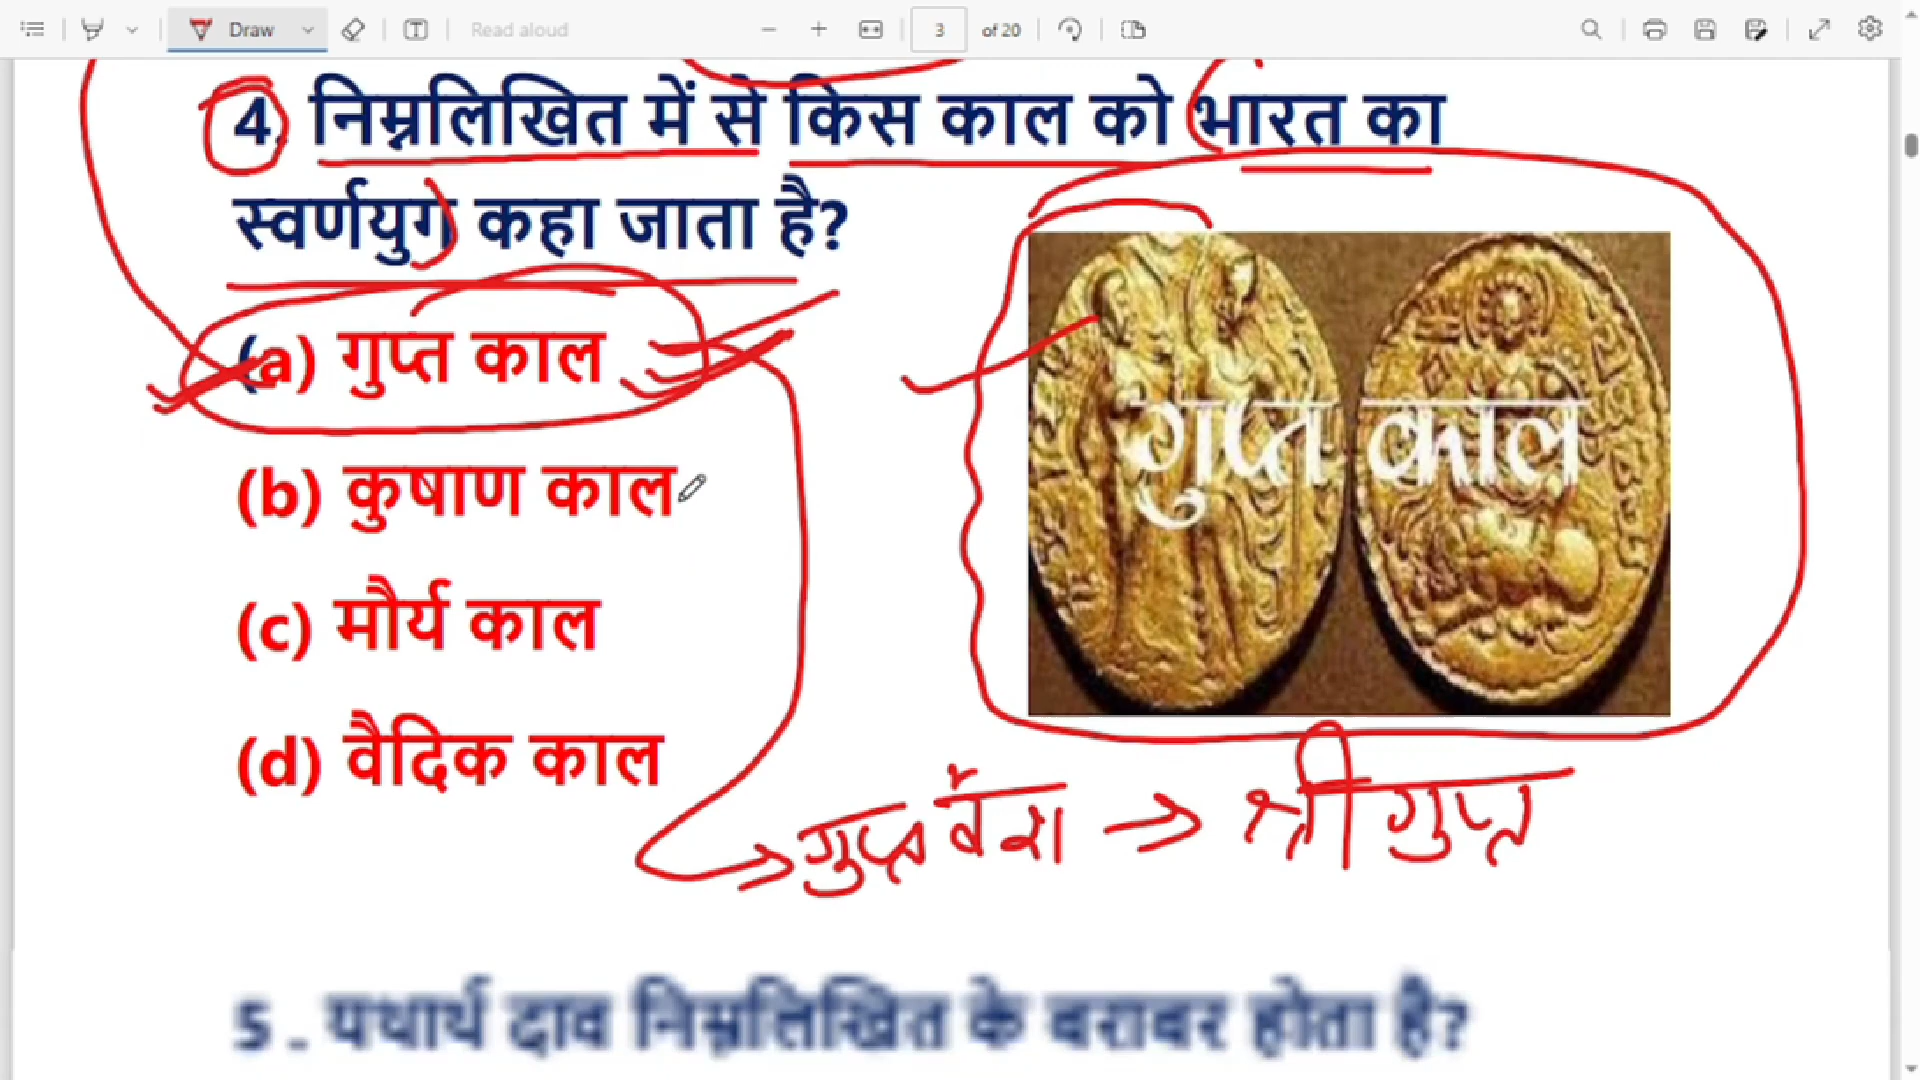 Draw
Read aloud
3
of 20
4. निम्नलिखित में से किस काल को भारत का
स्वर्णयुग कहा जाता है?
(a) गुप्त काल
(b) कुषाण काल
(c) मौर्य काल
(d) वैदिक काल
गुप्त काल
गुप्त वंश → श्री गुप्त
5 . यथार्थ दाव निम्नलिखित के बराबर होता है?